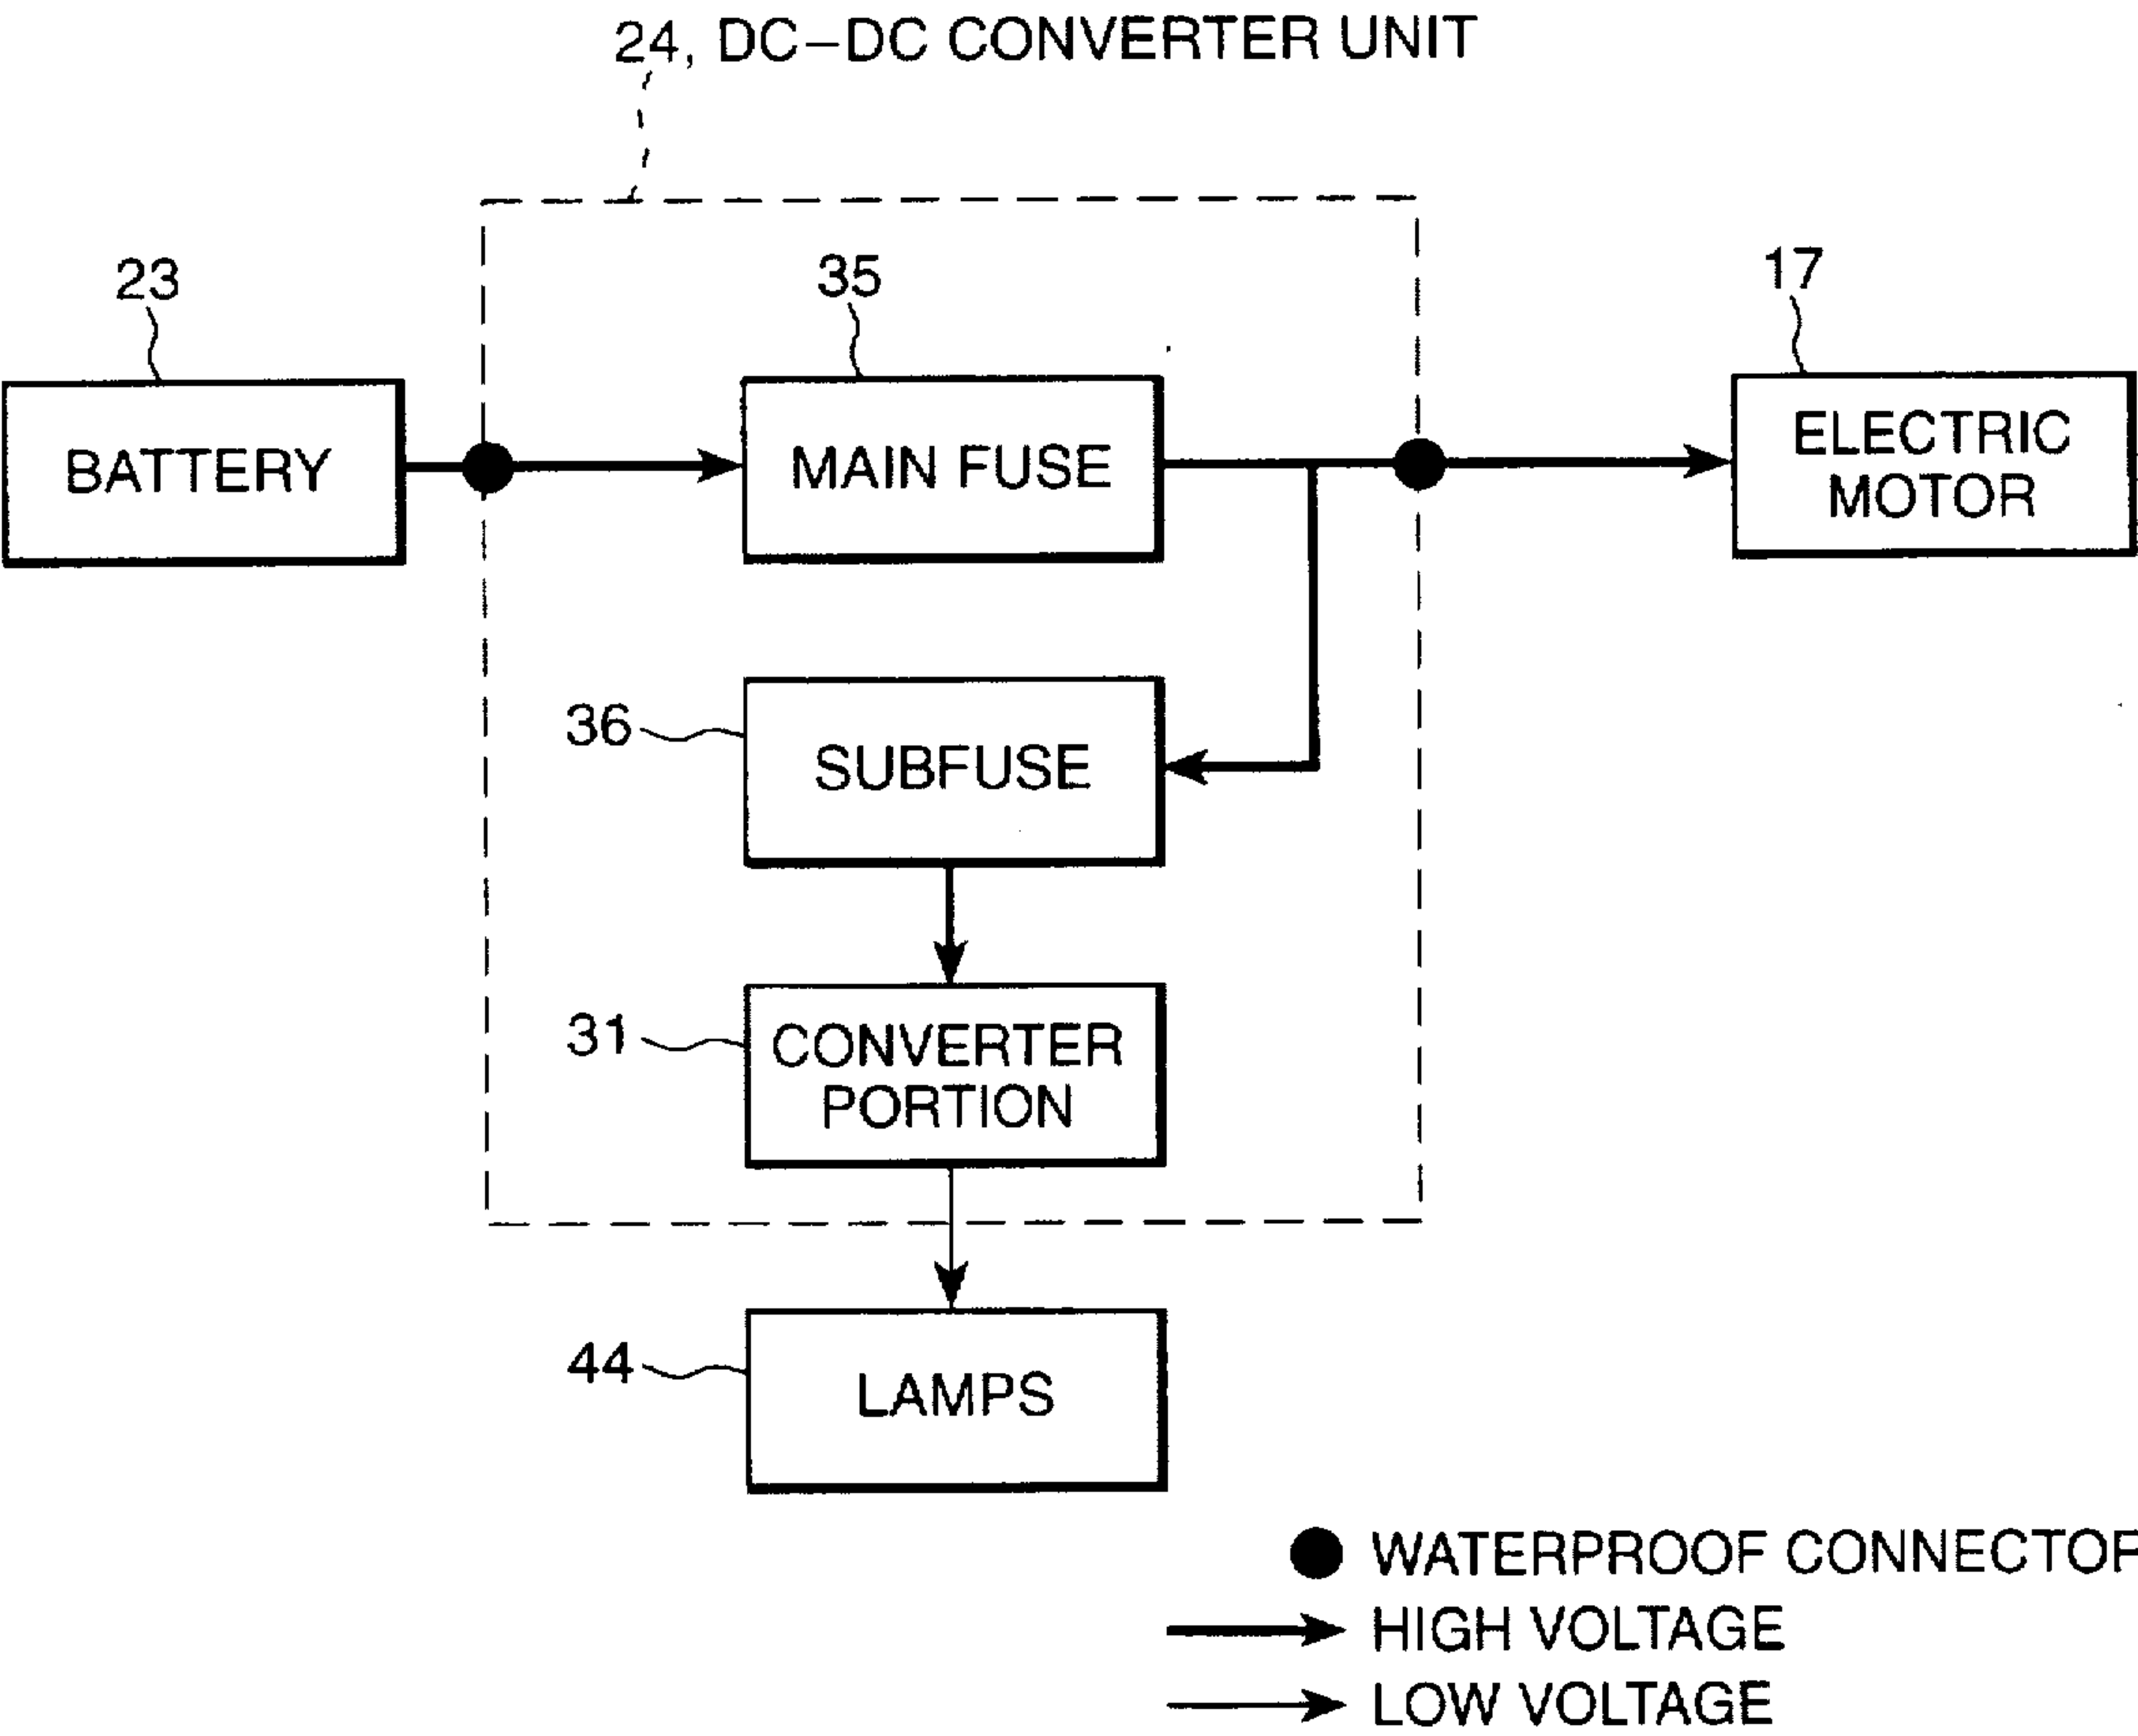 24, DC-DC CONVERTER UNIT
23
35
17
BATTERY
MAIN FUSE
ELECTRIC
MOTOR
36
SUBFUSE
31
CONVERTER
PORTION
44
LAMPS
WATERPROOF CONNECTOR
HIGH VOLTAGE
LOW VOLTAGE